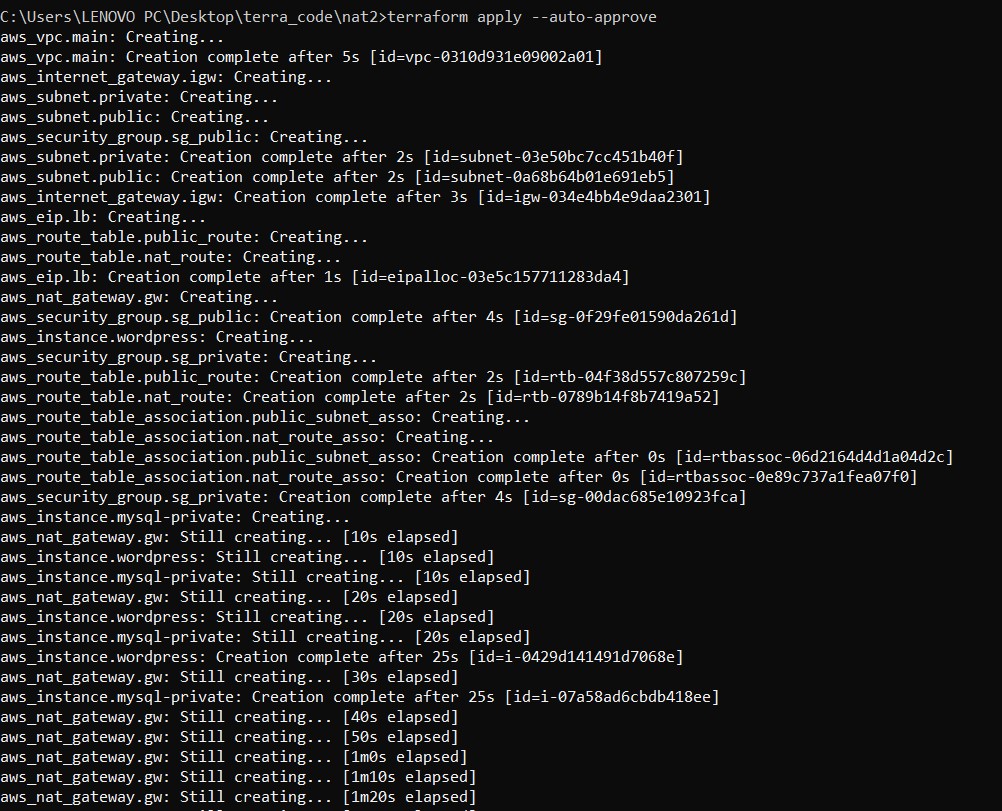 C:\Users\LENOVO PC\Desktop\terra_code\nat2>terraform apply --auto-approve
aws_vpc.main: Creating...
aws_vpc.main: Creation complete after 5s [id=vpc-0310d931e09002a01]
aws_internet_gateway.igw: Creating...
aws_subnet.private: Creating...
aws_subnet.public: Creating...
aws_security_group.sg_public: Creating...
aws_subnet.private: Creation complete after 2s [id=subnet-03e50bc7cc451b40f]
aws_subnet.public: Creation complete after 2s [id=subnet-0a68b64b01e691eb5]
aws_internet_gateway.igw: Creation complete after 3s [id=igw-034e4bb4e9daa2301]
aws_eip.lb: Creating...
aws_route_table.public_route: Creating...
aws_route_table.nat_route: Creating...
aws_eip.lb: Creation complete after 1s [id=eipalloc-03e5c157711283da4]
aws_nat_gateway.gw: Creating...
aws_security_group.sg_public: Creation complete after 4s [id=sg-0f29fe01590da261d]
aws_instance.wordpress: Creating...
aws_security_group.sg_private: Creating...
aws_route_table.public_route: Creation complete after 2s [id=rtb-04f38d557c807259c]
aws_route_table.nat_route: Creation complete after 2s [id=rtb-0789b14f8b7419a52]
aws_route_table_association.public_subnet_asso: Creating...
aws_route_table_association.nat_route_asso: Creating...
aws_route_table_association.public_subnet_asso: Creation complete after 0s [id=rtbassoc-06d2164d4d1a04d2c]
aws_route_table_association.nat_route_asso: Creation complete after 0s [id=rtbassoc-0e89c737a1fea07f0]
aws_security_group.sg_private: Creation complete after 4s [id=sg-00dac685e10923fca]
aws_instance.mysql-private: Creating...
aws_nat_gateway.gw: Still creating... [10s elapsed]
aws_instance.wordpress: Still creating... [10s elapsed]
aws_instance.mysql-private: Still creating... [10s elapsed]
aws_nat_gateway.gw: Still creating... [20s elapsed]
aws_instance.wordpress: Still creating... [20s elapsed]
aws_instance.mysql-private: Still creating... [20s elapsed]
aws_instance.wordpress: Creation complete after 25s [id=i-0429d141491d7068e]
aws_nat_gateway.gw: Still creating... [30s elapsed]
aws_instance.mysql-private: Creation complete after 25s [id=i-07a58ad6cbdb418ee]
aws_nat_gateway.gw: Still creating... [40s elapsed]
aws_nat_gateway.gw: Still creating... [50s elapsed]
aws_nat_gateway.gw: Still creating... [1m0s elapsed]
aws_nat_gateway.gw: Still creating... [1m10s elapsed]
aws_nat_gateway.gw: Still creating... [1m20s elapsed]